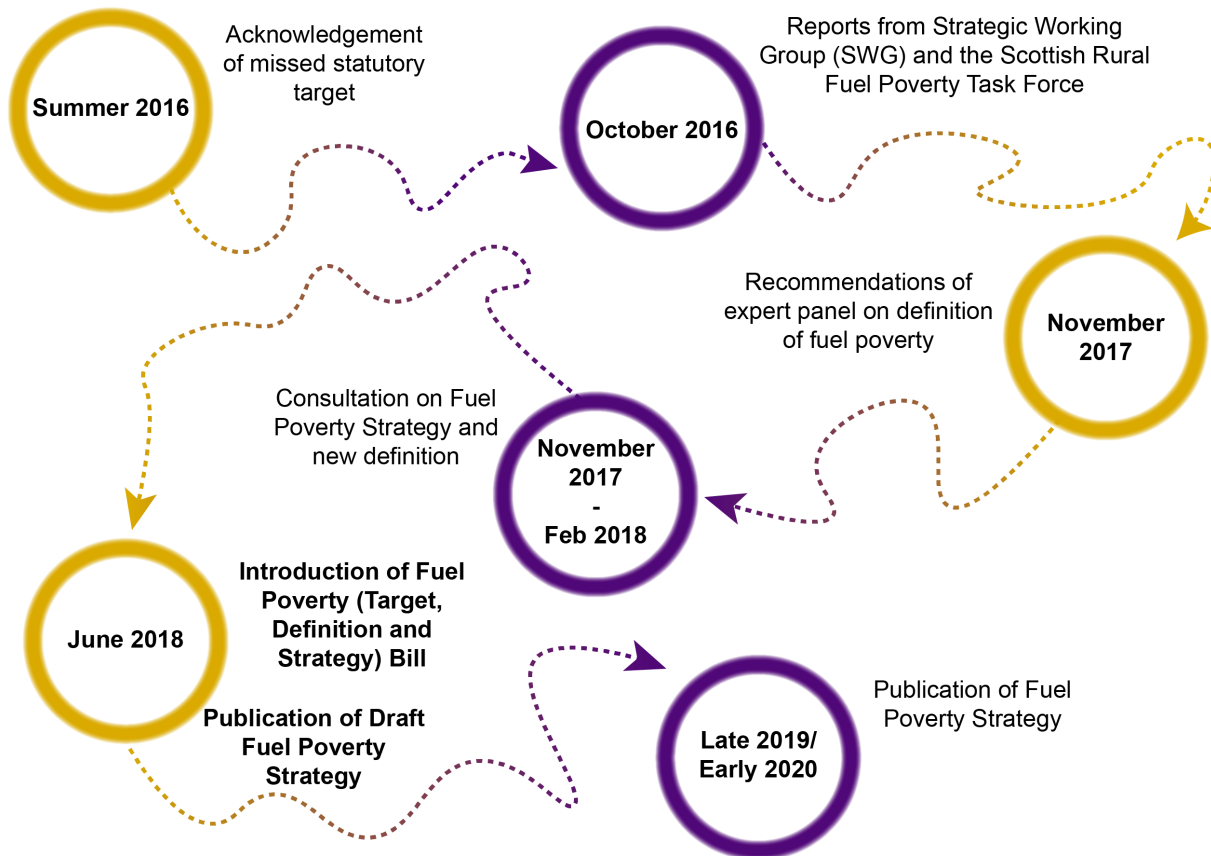 Summer 2016
Acknowledgement
of missed statutory
target
October 2016
Reports from Strategic Working
Group (SWG) and the Scottish Rural
Fuel Poverty Task Force
November
2017
Recommendations of
expert panel on definition
of fuel poverty
November
2017
-
Feb 2018
Consultation on Fuel
Poverty Strategy and
new definition
June 2018
Introduction of Fuel
Poverty (Target,
Definition and
Strategy) Bill
Publication of Draft
Fuel Poverty
Strategy
Late 2019/
Early 2020
Publication of Fuel
Poverty Strategy